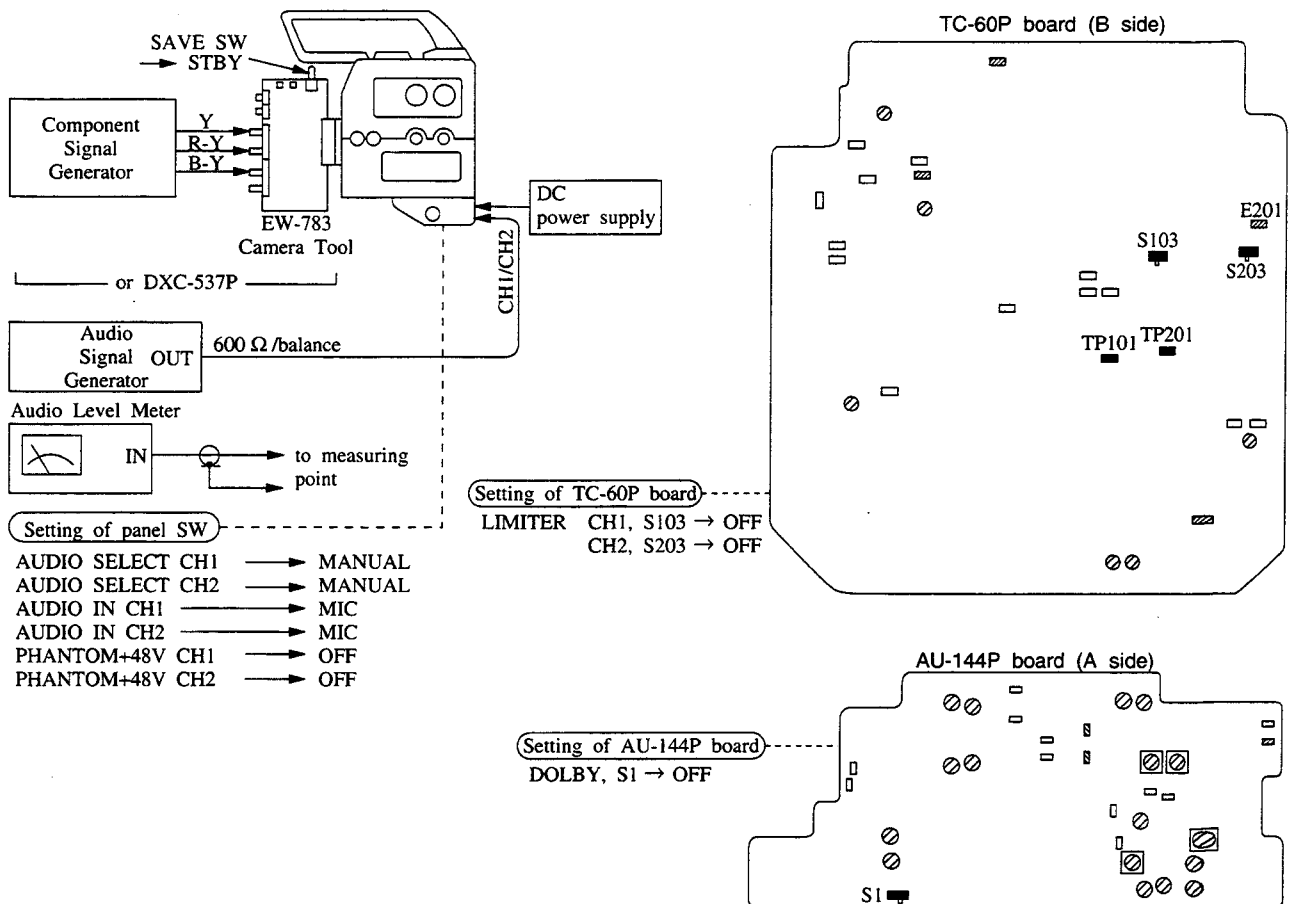 SAVE SW
→ STBY
Component
Signal
Generator
Y
R-Y
B-Y
EW-783
Camera Tool
or DXC-537P
DC
power supply
CH1/CH2
Audio
Signal OUT
Generator
600 Ω/balance
Audio Level Meter
IN
to measuring
point
Setting of panel SW
AUDIO SELECT CH1 → MANUAL
AUDIO SELECT CH2 → MANUAL
AUDIO IN CH1 → MIC
AUDIO IN CH2 → MIC
PHANTOM+48V CH1 → OFF
PHANTOM+48V CH2 → OFF
TC-60P board (B side)
E201
S103
S203
TP101 TP201
Setting of TC-60P board
LIMITER CH1, S103 → OFF
CH2, S203 → OFF
AU-144P board (A side)
Setting of AU-144P board
DOLBY, S1 → OFF
S1